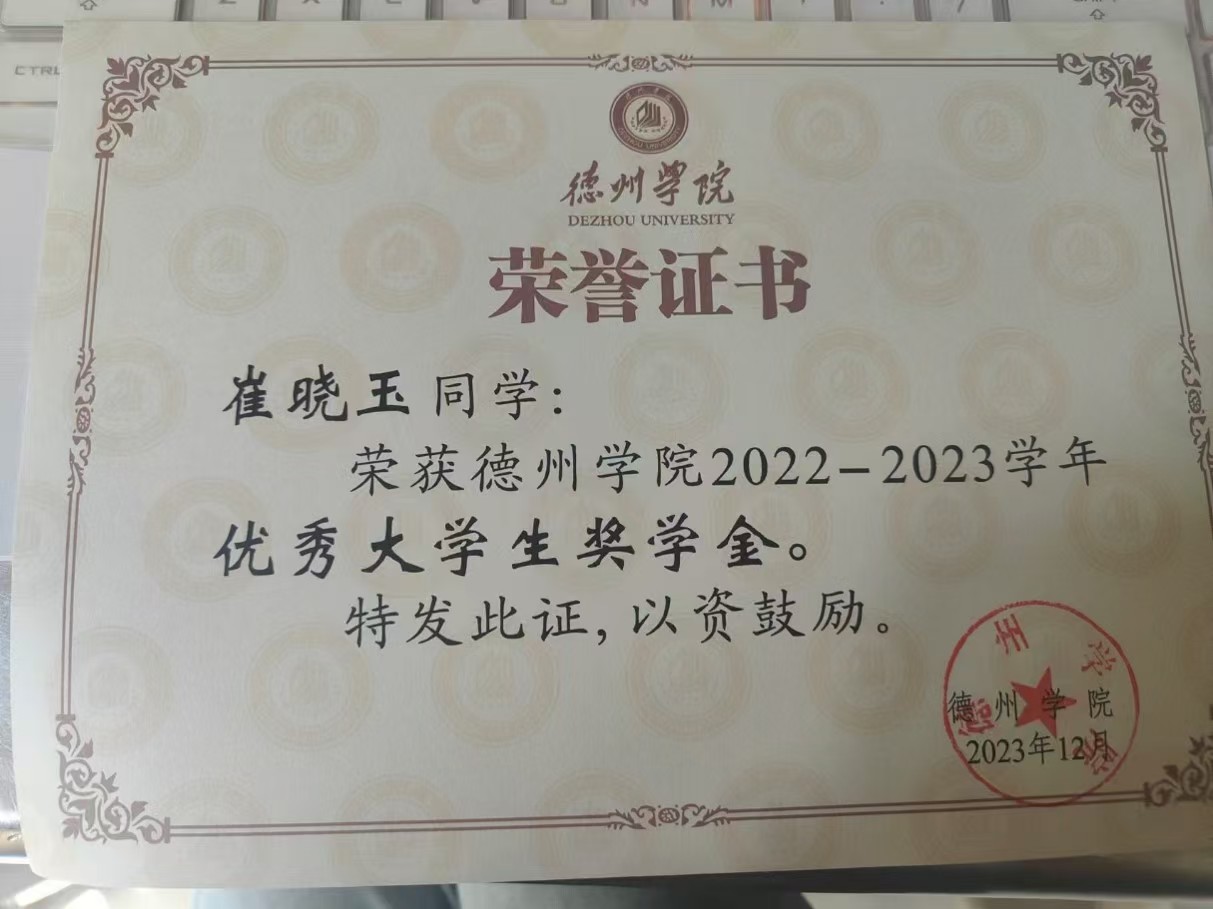 CTRL
德州学院
DEZHOU UNIVERSITY
荣誉证书
崔晓玉同学：
荣获德州学院2022－2023学年
优秀大学生奖学金。
特发此证，以资鼓励。
德州学院
2023年12月